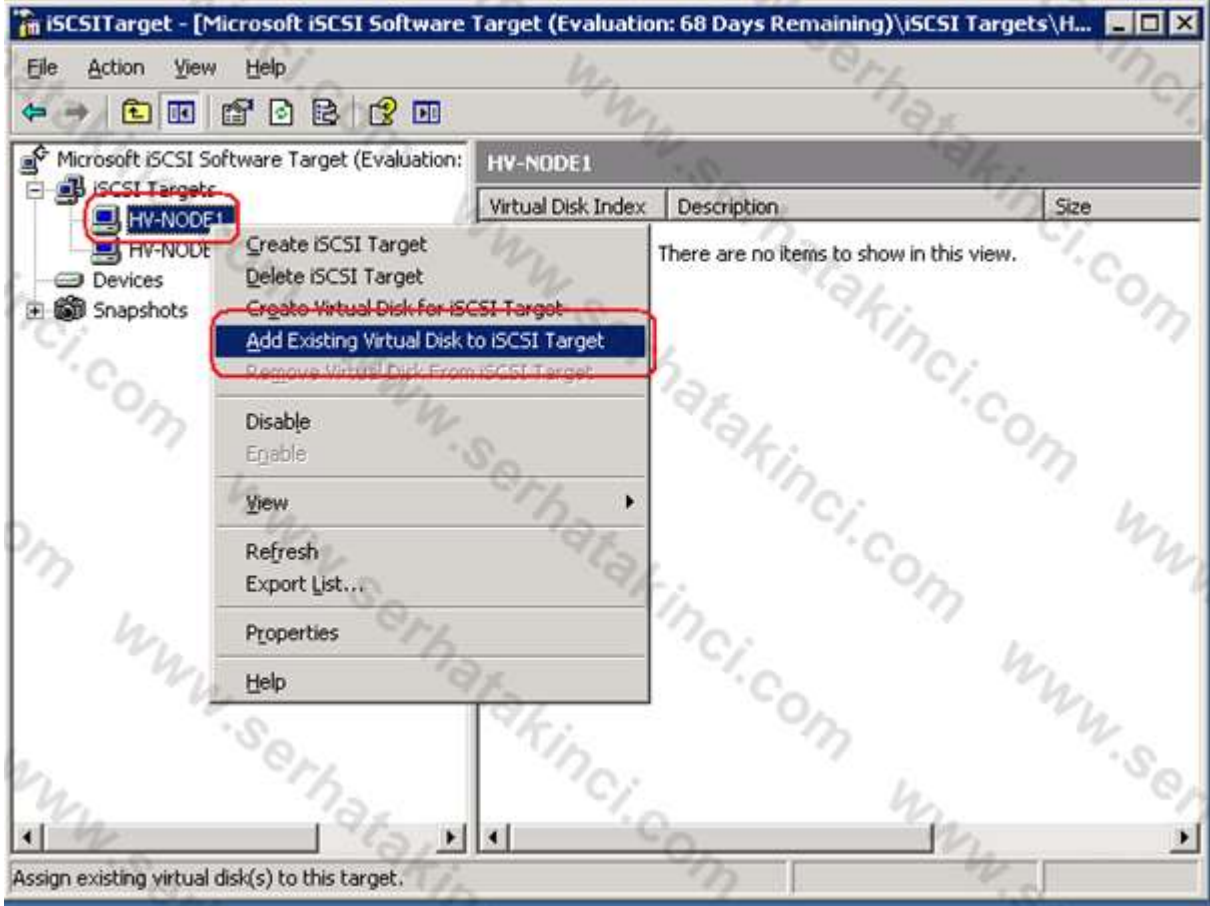 iSCSITarget - [Microsoft iSCSI Software Target (Evaluation: 68 Days Remaining)\iSCSI Targets\H...
File Action View Help
Microsoft iSCSI Software Target (Evaluation:
iSCSI Targets
HV-NODE1
HV-NODE
Devices
Snapshots
HV-NODE1
Virtual Disk Index Description Size
There are no items to show in this view.
Create iSCSI Target
Delete iSCSI Target
Create Virtual Disk for iSCSI Target
Add Existing Virtual Disk to iSCSI Target
Remove Virtual Disk From iSCSI Target
Disable
Enable
View
Refresh
Export List...
Properties
Help
Assign existing virtual disk(s) to this target.
www.serhatakinci.com